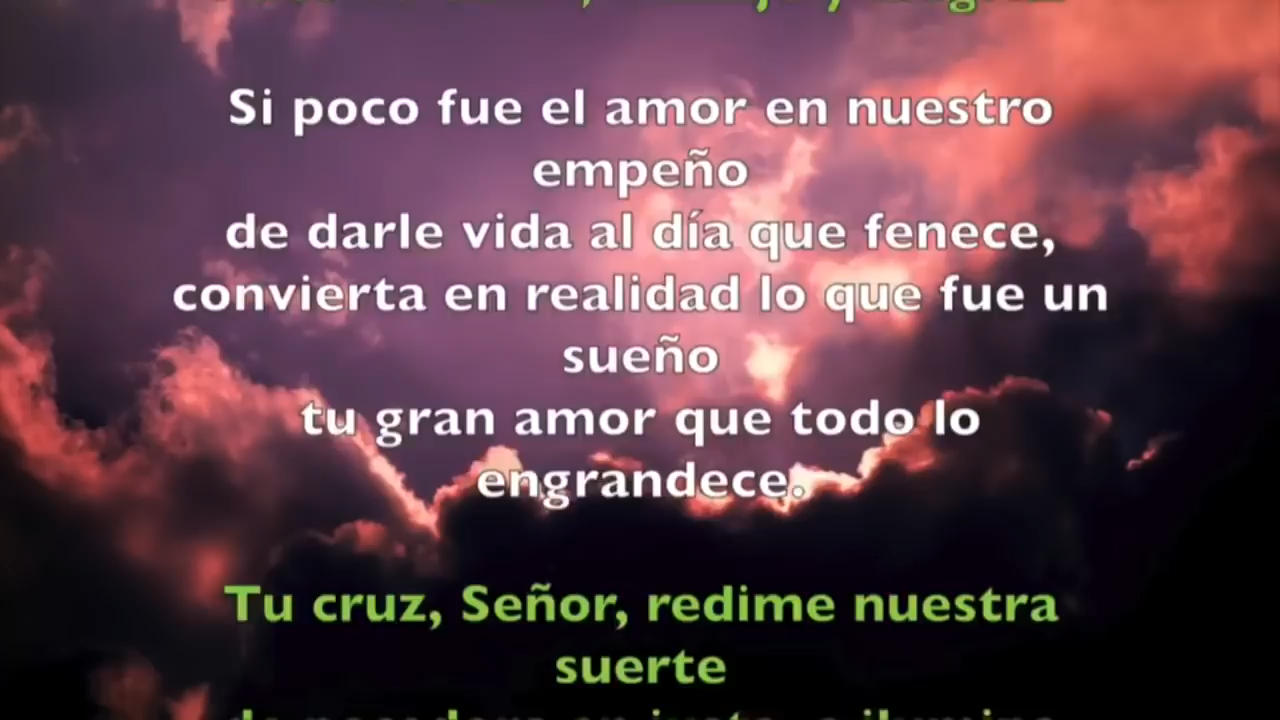 Si poco fue el amor en nuestro
empeño
de darle vida al día que fenece,
convierta en realidad lo que fue un
sueño
tu gran amor que todo lo
engrandece.
Tu cruz, Señor, redime nuestra
suerte